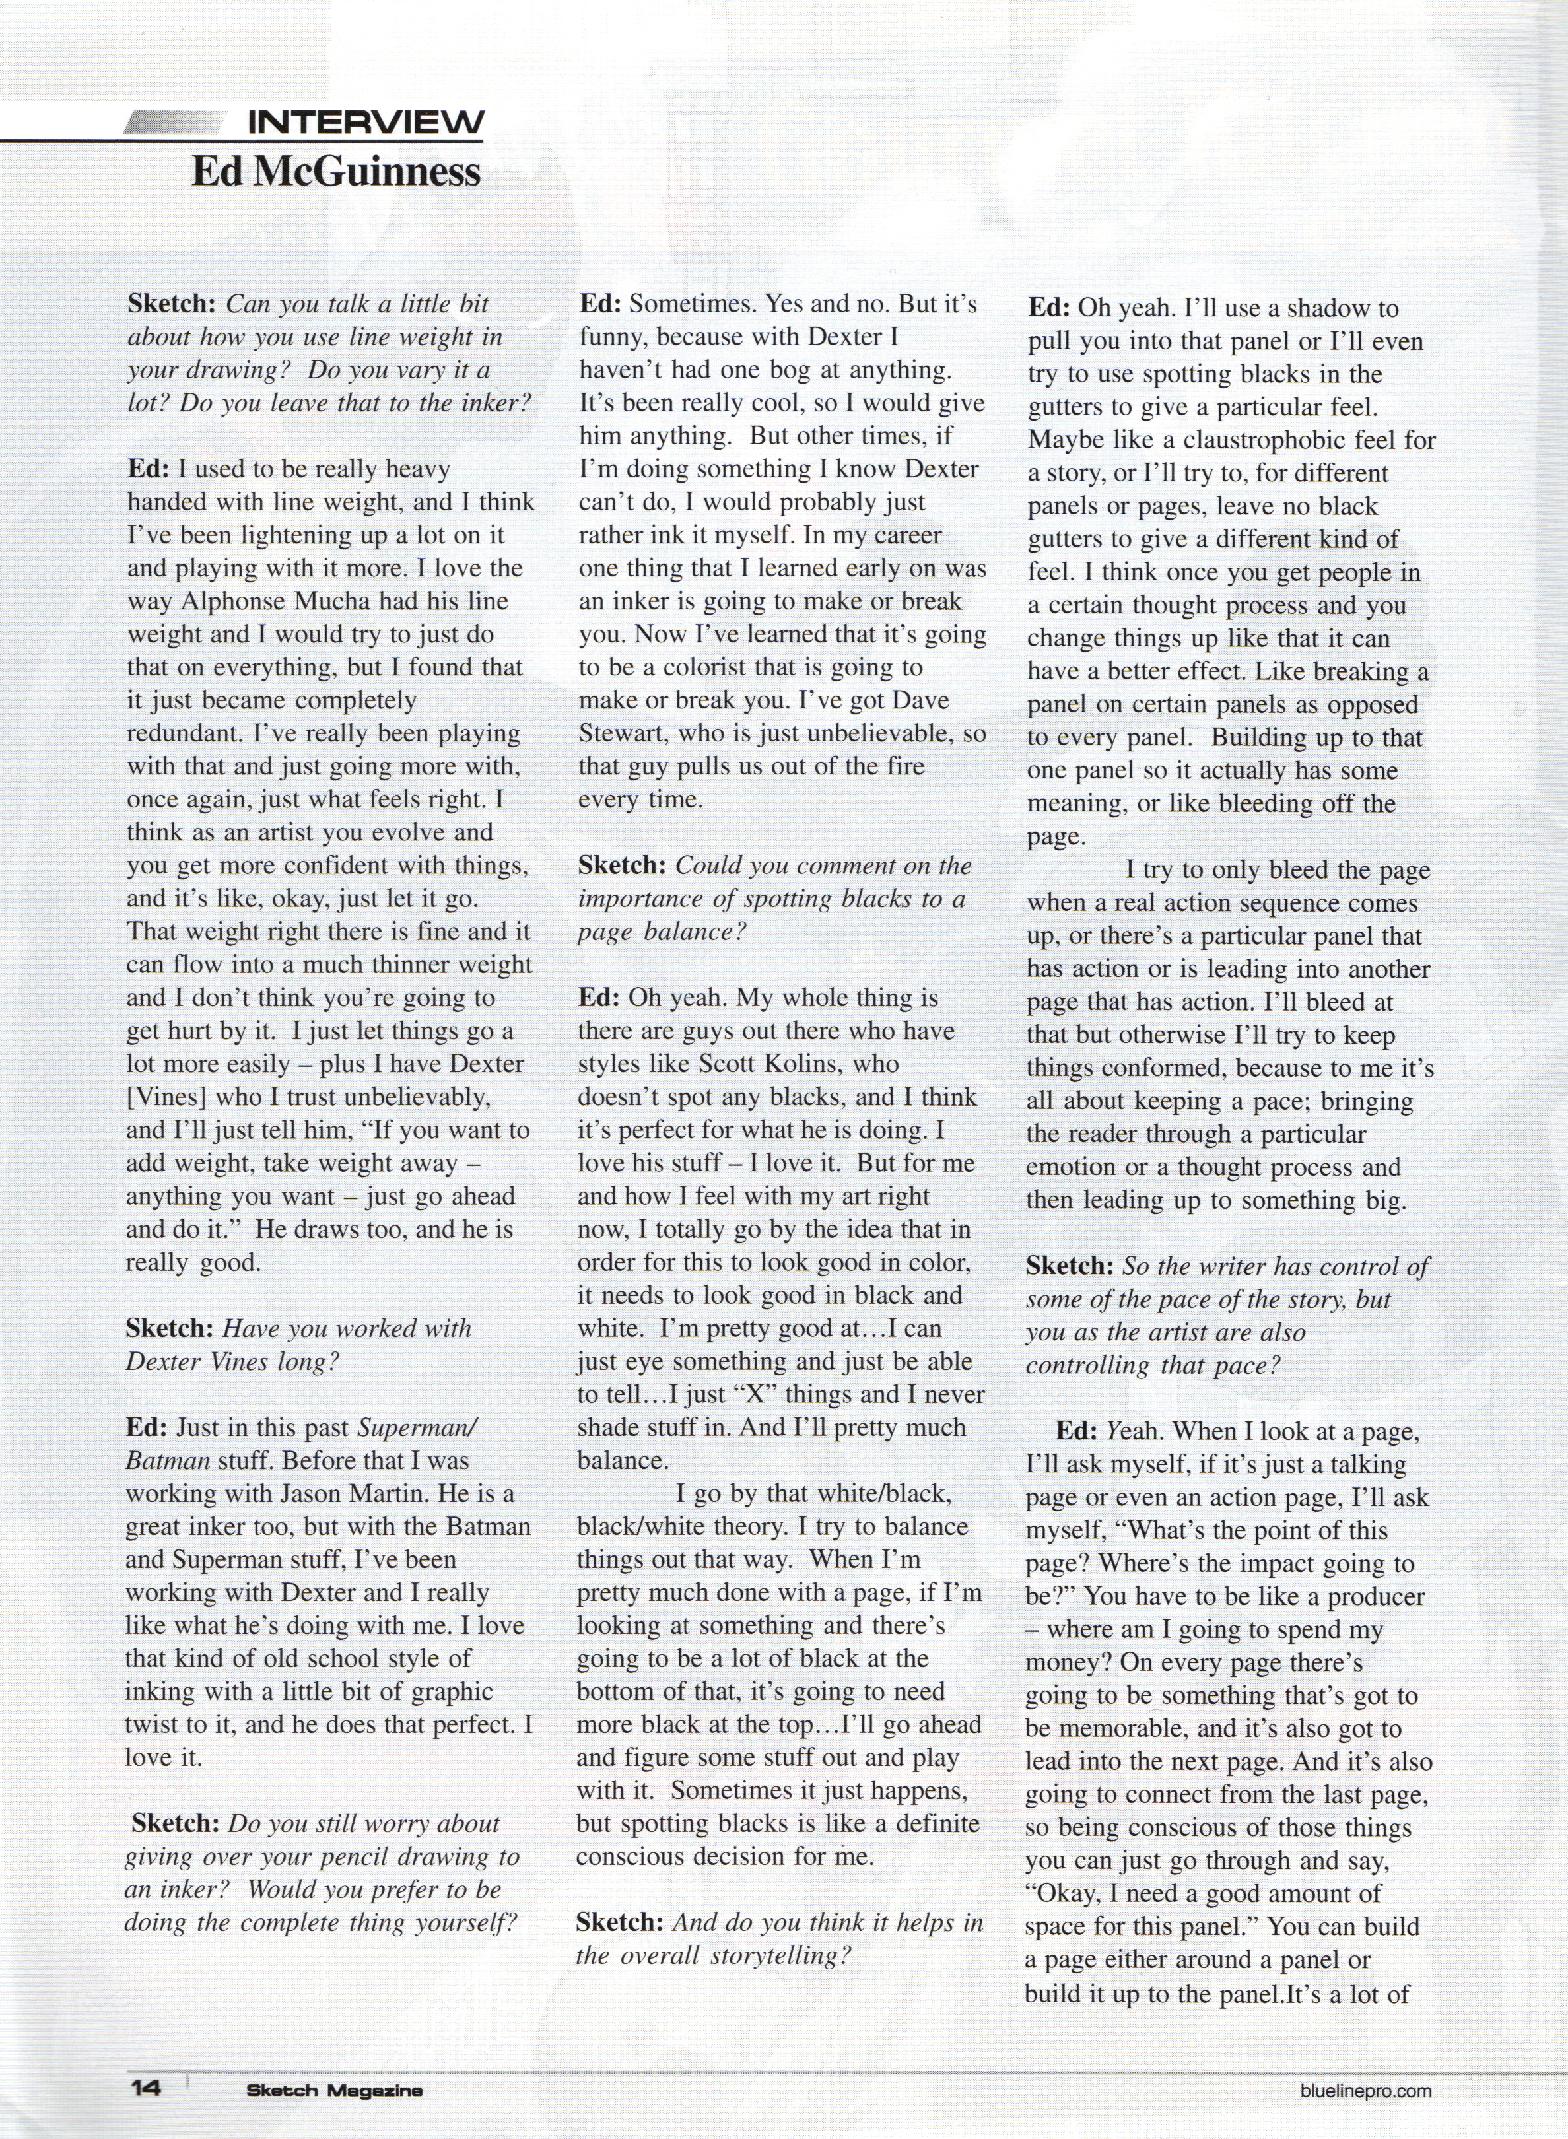 INTERVIEW
Ed McGuinness
Sketch: Can you talk a little bit
about how you use line weight in
your drawing?  Do you vary it a
lot? Do you leave that to the inker?
Ed: I used to be really heavy
handed with line weight, and I think
I've been lightening up a lot on it
and playing with it more. I love the
way Alphonse Mucha had his line
weight and I would try to just do
that on everything, but I found that
it just became completely
redundant. I've really been playing
with that and just going more with,
once again, just what feels right. I
think as an artist you evolve and
you get more confident with things,
and it's like, okay, just let it go.
That weight right there is fine and it
can flow into a much thinner weight
and I don't think you're going to
get hurt by it.  I just let things go a
lot more easily – plus I have Dexter
[Vines] who I trust unbelievably,
and I'll just tell him, “If you want to
add weight, take weight away –
anything you want – just go ahead
and do it.”  He draws too, and he is
really good.
Sketch: Have you worked with
Dexter Vines long?
Ed: Just in this past Superman/
Batman stuff. Before that I was
working with Jason Martin. He is a
great inker too, but with the Batman
and Superman stuff, I've been
working with Dexter and I really
like what he's doing with me. I love
that kind of old school style of
inking with a little bit of graphic
twist to it, and he does that perfect. I
love it.
Sketch: Do you still worry about
giving over your pencil drawing to
an inker?  Would you prefer to be
doing the complete thing yourself?
Ed: Sometimes. Yes and no. But it's
funny, because with Dexter I
haven't had one bog at anything.
It's been really cool, so I would give
him anything.  But other times, if
I'm doing something I know Dexter
can't do, I would probably just
rather ink it myself. In my career
one thing that I learned early on was
an inker is going to make or break
you. Now I've learned that it's going
to be a colorist that is going to
make or break you. I've got Dave
Stewart, who is just unbelievable, so
that guy pulls us out of the fire
every time.
Sketch: Could you comment on the
importance of spotting blacks to a
page balance?
Ed: Oh yeah. My whole thing is
there are guys out there who have
styles like Scott Kolins, who
doesn't spot any blacks, and I think
it's perfect for what he is doing. I
love his stuff – I love it.  But for me
and how I feel with my art right
now, I totally go by the idea that in
order for this to look good in color,
it needs to look good in black and
white.  I'm pretty good at…I can
just eye something and just be able
to tell…I just “X” things and I never
shade stuff in. And I'll pretty much
balance.
I go by that white/black,
black/white theory. I try to balance
things out that way.  When I'm
pretty much done with a page, if I'm
looking at something and there's
going to be a lot of black at the
bottom of that, it's going to need
more black at the top…I'll go ahead
and figure some stuff out and play
with it.  Sometimes it just happens,
but spotting blacks is like a definite
conscious decision for me.
Sketch: And do you think it helps in
the overall storytelling?
Ed: Oh yeah. I'll use a shadow to
pull you into that panel or I'll even
try to use spotting blacks in the
gutters to give a particular feel.
Maybe like a claustrophobic feel for
a story, or I'll try to, for different
panels or pages, leave no black
gutters to give a different kind of
feel. I think once you get people in
a certain thought process and you
change things up like that it can
have a better effect. Like breaking a
panel on certain panels as opposed
to every panel.  Building up to that
one panel so it actually has some
meaning, or like bleeding off the
page.
I try to only bleed the page
when a real action sequence comes
up, or there's a particular panel that
has action or is leading into another
page that has action. I'll bleed at
that but otherwise I'll try to keep
things conformed, because to me it's
all about keeping a pace; bringing
the reader through a particular
emotion or a thought process and
then leading up to something big.
Sketch: So the writer has control of
some of the pace of the story, but
you as the artist are also
controlling that pace?
Ed: Yeah. When I look at a page,
I'll ask myself, if it's just a talking
page or even an action page, I'll ask
myself, “What's the point of this
page? Where's the impact going to
be?” You have to be like a producer
– where am I going to spend my
money? On every page there's
going to be something that's got to
be memorable, and it's also got to
lead into the next page. And it's also
going to connect from the last page,
so being conscious of those things
you can just go through and say,
“Okay, I need a good amount of
space for this panel.” You can build
a page either around a panel or
build it up to the panel.It's a lot of
14
Sketch Magazine
bluelinepro.com